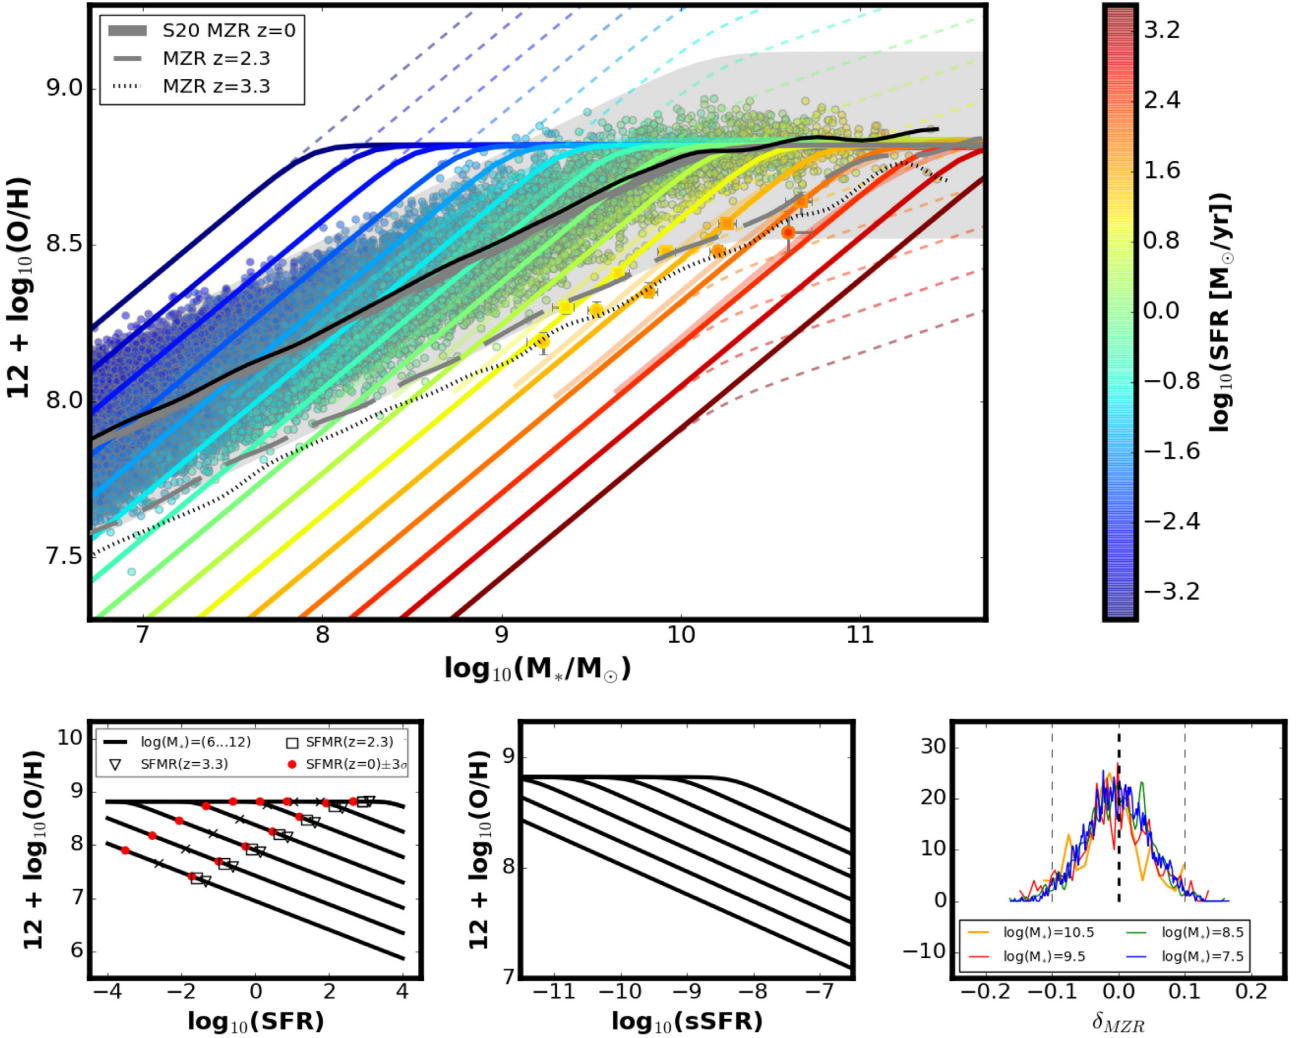 S20 MZR z=0
MZR z=2.3
MZR z=3.3
9.0
8.5
8.0
7.5
12 + log₁₀(O/H)
7 8 9 10 11
log₁₀(M*/M☉)
3.2
2.4
1.6
0.8
0.0
−0.8
−1.6
−2.4
−3.2
log₁₀(SFR [M☉/yr])
log(M*)=(6...12)
SFMR(z=2.3)
SFMR(z=3.3)
SFMR(z=0)±3σ
10
9
8
7
6
12 + log₁₀(O/H)
−4 −2 0 2 4
log₁₀(SFR)
9
8
7
12 + log₁₀(O/H)
−11 −10 −9 −8 −7
log₁₀(sSFR)
30
20
10
0
−10
log(M*)=10.5
log(M*)=8.5
log(M*)=9.5
log(M*)=7.5
−0.2 −0.1 0.0 0.1 0.2
δMZR